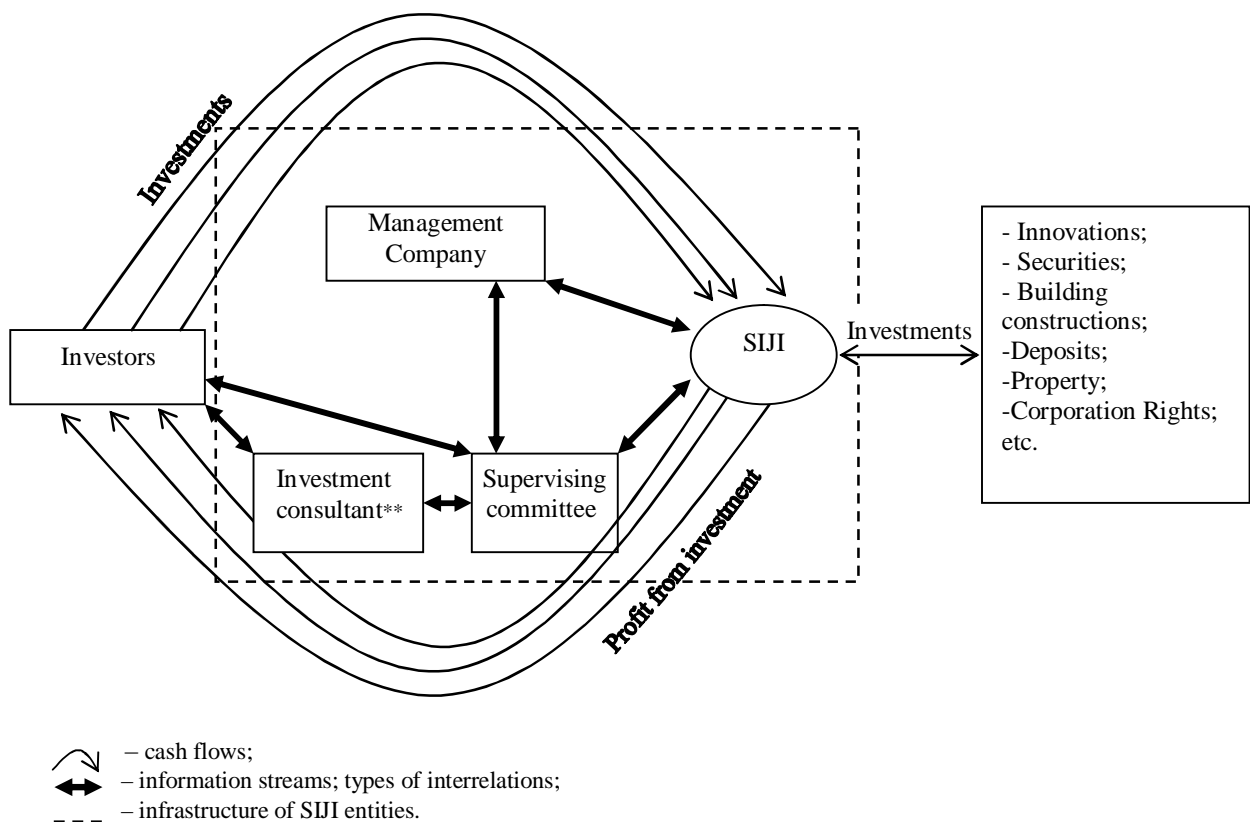 Investments
Management
Company
Investors
SIJI
Investments
- Innovations;
- Securities;
- Building
constructions;
-Deposits;
-Property;
-Corporation Rights;
etc.
Investment
consultant**
Supervising
committee
Profit from investment
– cash flows;
– information streams; types of interrelations;
– infrastructure of SIJI entities.